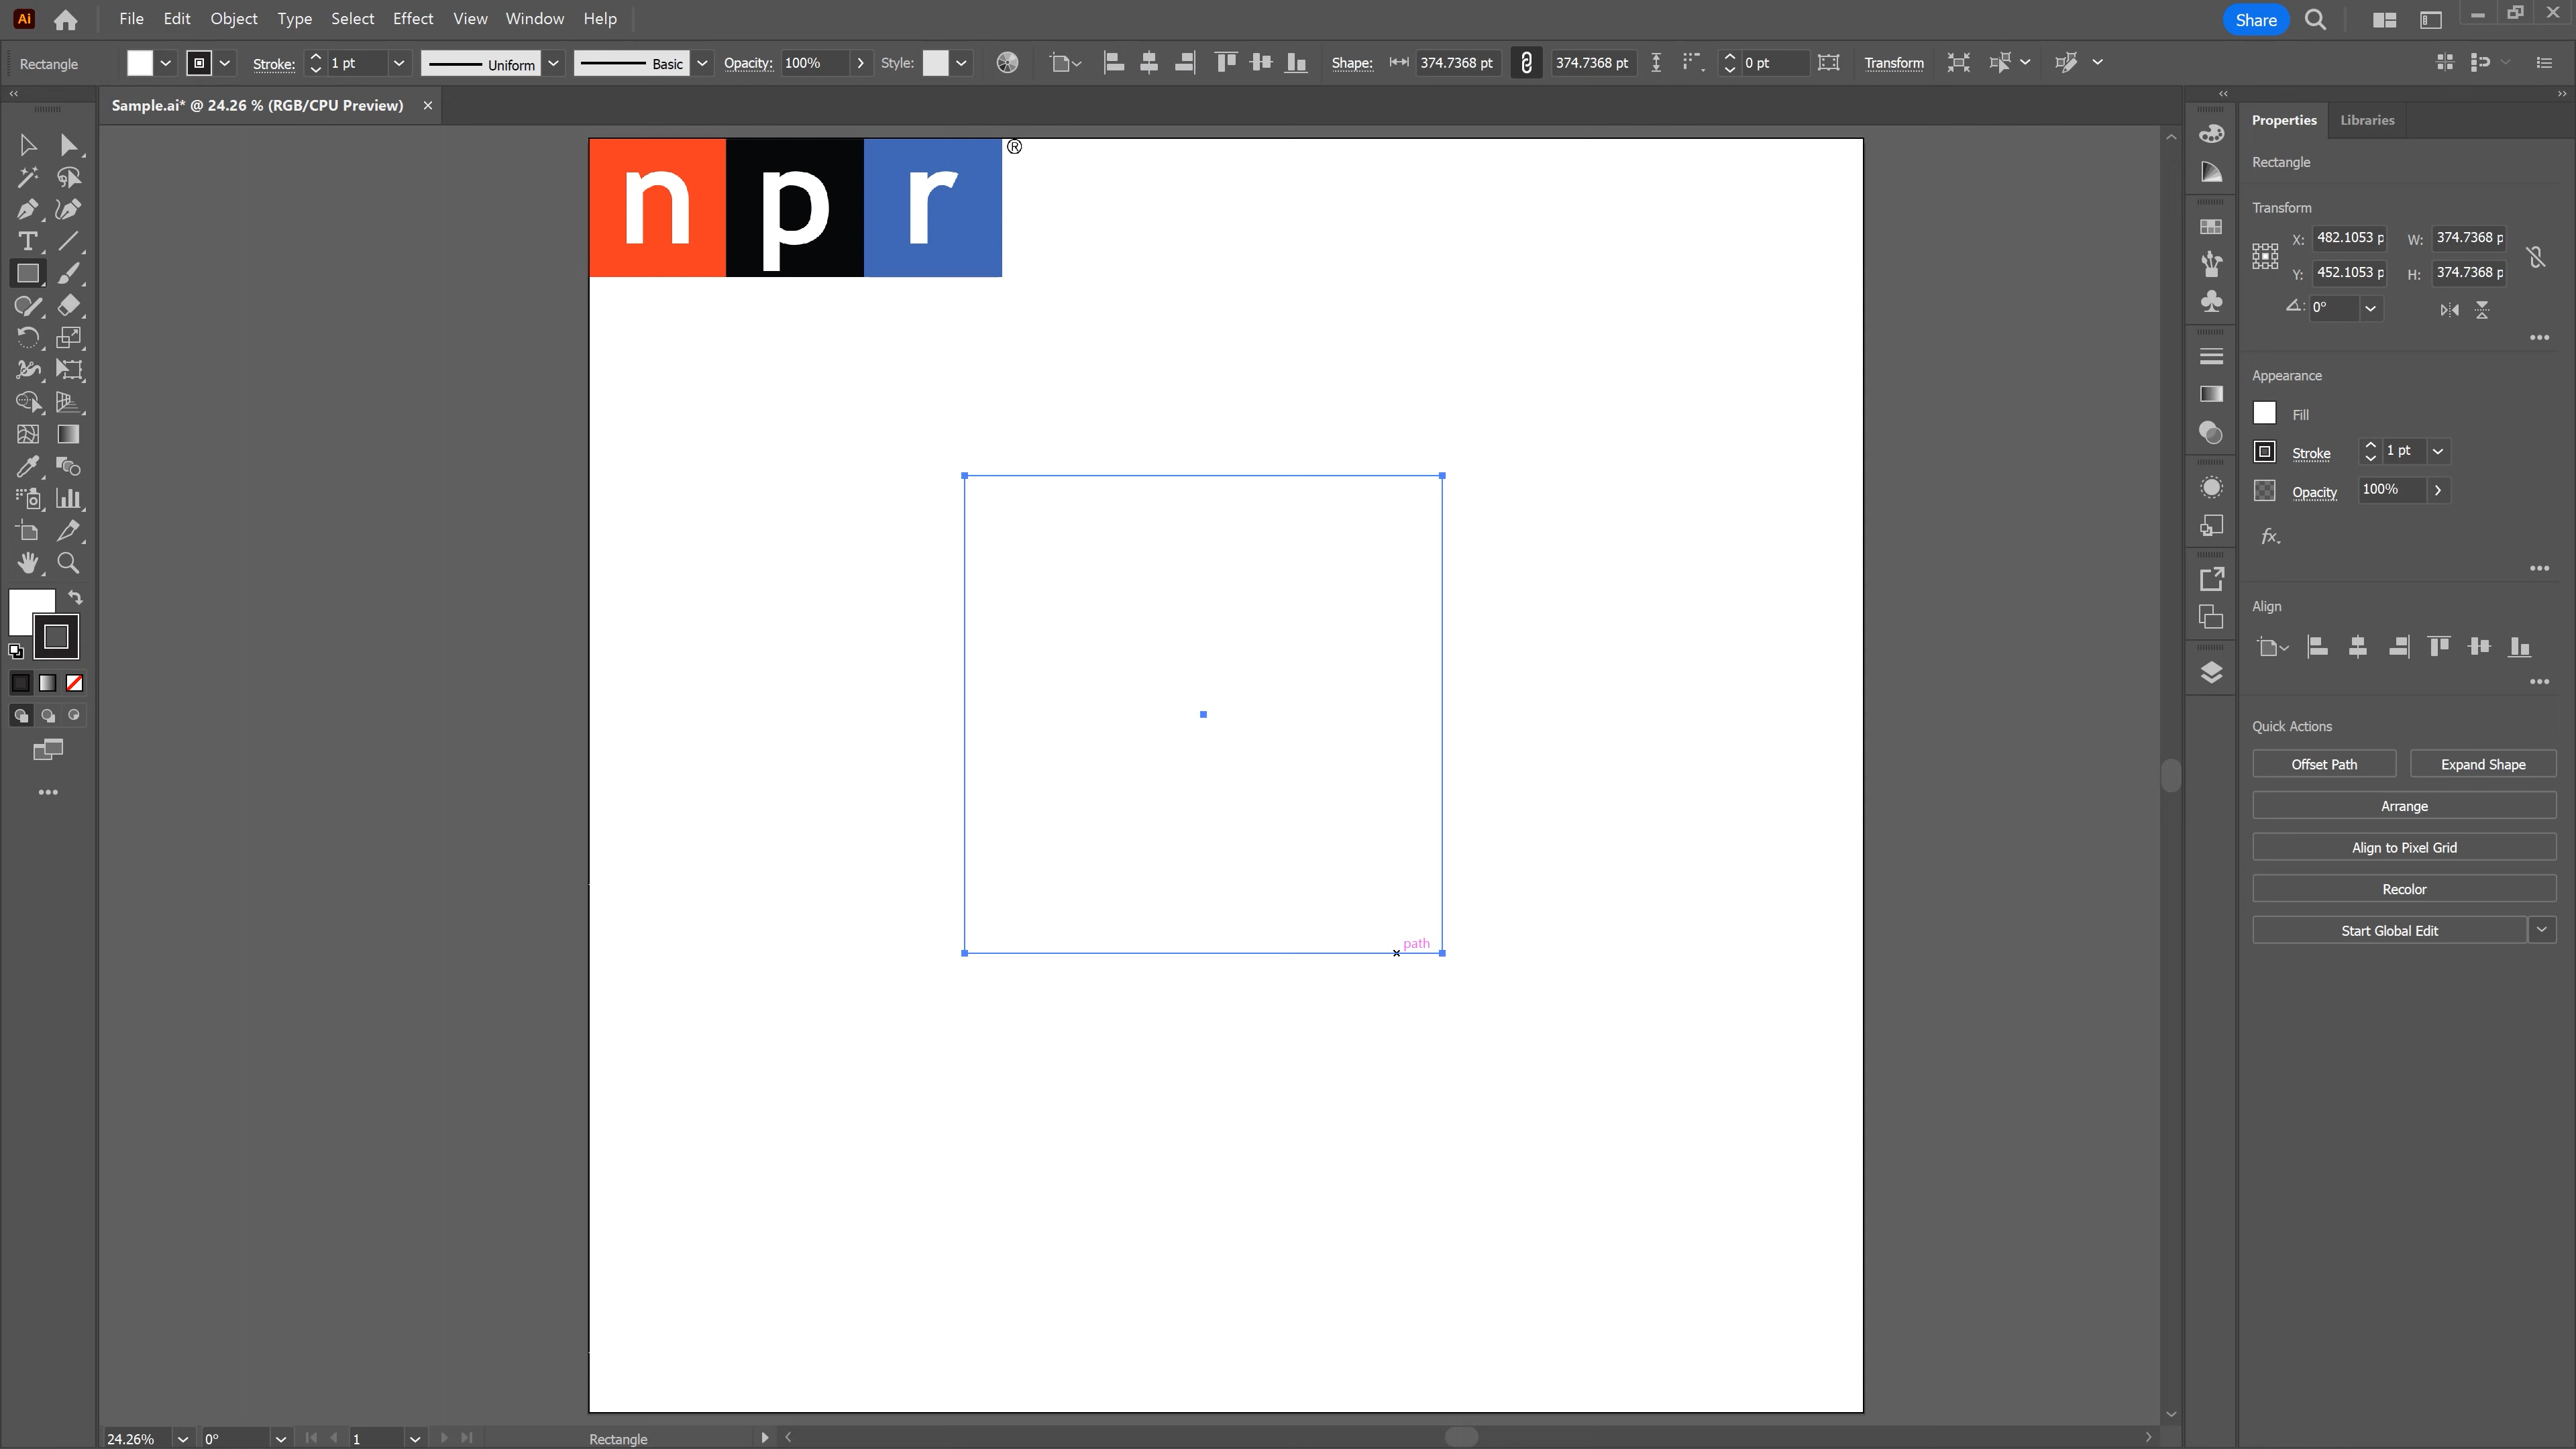 Ai File Edit Object Type Select Effect View Window Help Share
Rectangle Stroke: 1 pt Uniform Basic Opacity: 100% Style: Shape: 374.7368 pt 374.7368 pt 0 pt Transform
Sample.ai* @ 24.26 % (RGB/CPU Preview) ×
Properties Libraries
n p r ®
Rectangle
Transform
X: 482.1053 p W: 374.7368 p
Y: 452.1053 p H: 374.7368 p
0°
Appearance
Fill
Stroke 1 pt
Opacity 100%
fx
Align
Quick Actions
Offset Path Expand Shape
Arrange
Align to Pixel Grid
Recolor
Start Global Edit
path
24.26% 0° 1 Rectangle